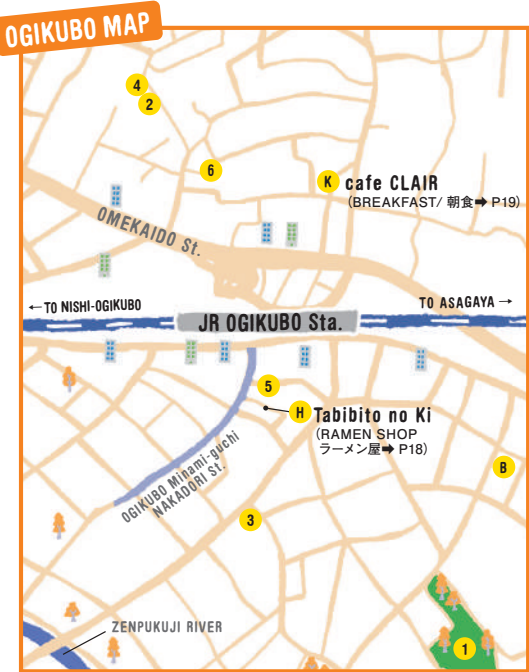 OGIKUBO MAP
4
2
6
K cafe CLAIR
(BREAKFAST/ 朝食➡ P19)
OMEKAIDO St.
←TO NISHI-OGIKUBO
TO ASAGAYA→
JR OGIKUBO Sta.
5
H Tabibito no Ki
(RAMEN SHOP
ラーメン屋➡ P18)
B
OGIKUBO Minami-guchi
NAKADORI St.
3
ZENPUKUJI RIVER
1